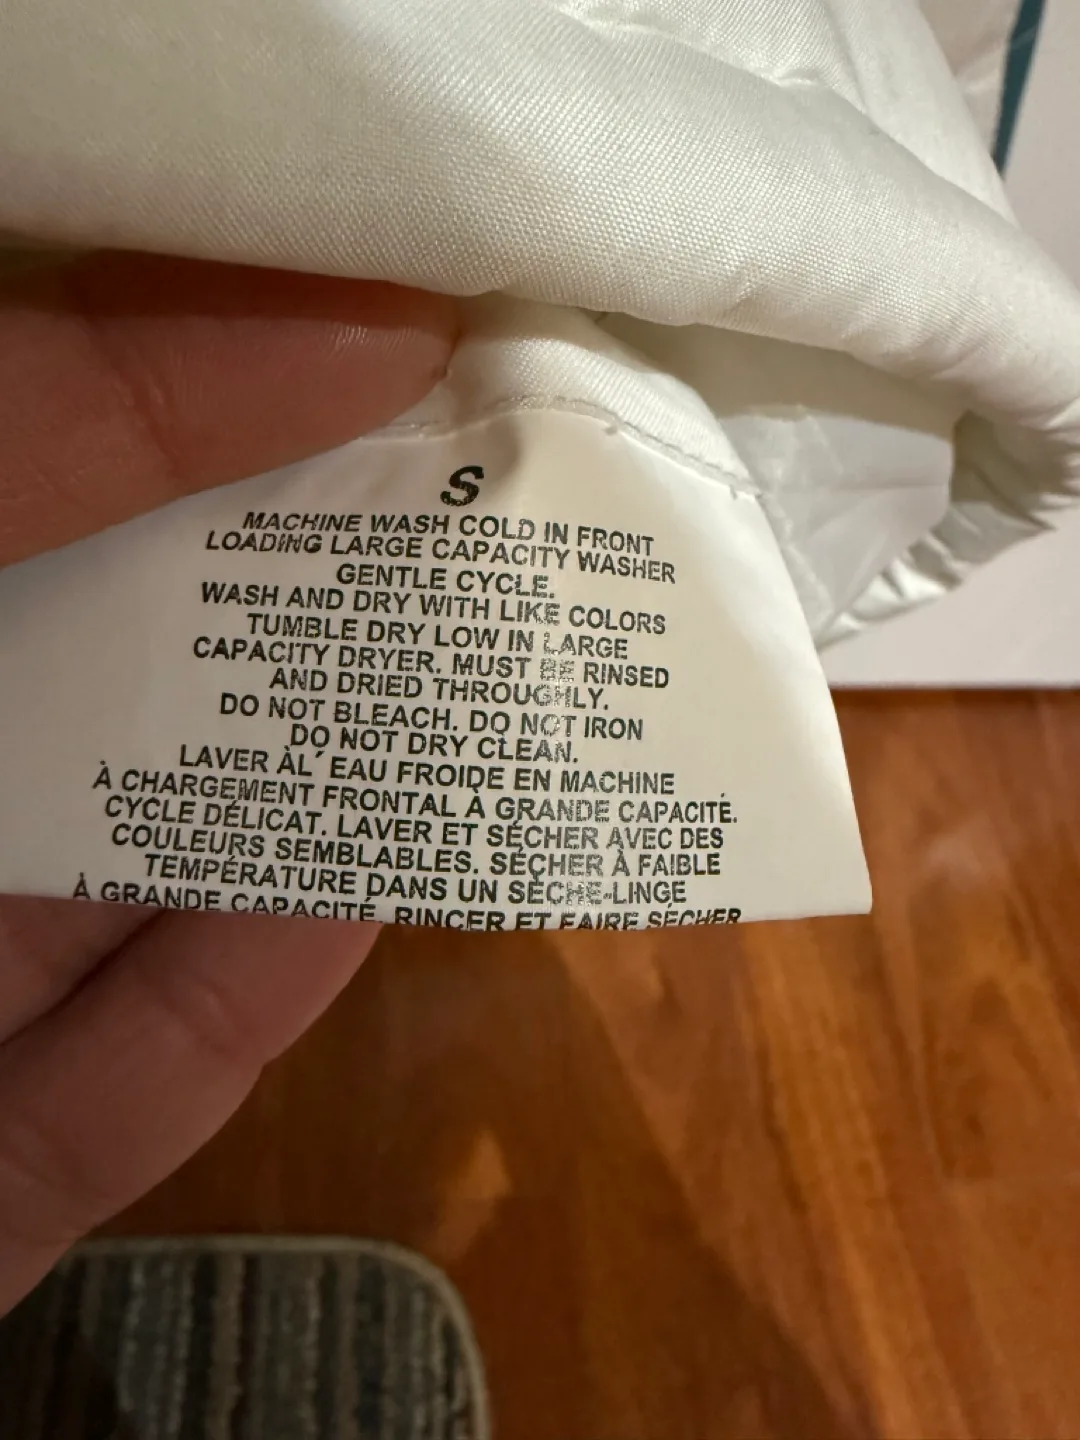 S
MACHINE WASH COLD IN FRONT
LOADING LARGE CAPACITY WASHER
GENTLE CYCLE.
WASH AND DRY WITH LIKE COLORS
TUMBLE DRY LOW IN LARGE
CAPACITY DRYER. MUST BE RINSED
AND DRIED THROUGHLY.
DO NOT BLEACH. DO NOT IRON
DO NOT DRY CLEAN.
LAVER ÀL' EAU FROIDE EN MACHINE
À CHARGEMENT FRONTAL À GRANDE CAPACITÉ.
CYCLE DÉLICAT. LAVER ET SÉCHER AVEC DES
COULEURS SEMBLABLES. SÉCHER À FAIBLE
TEMPÉRATURE DANS UN SÈCHE-LINGE
À GRANDE CAPACITÉ. RINCER ET FAIRE SÉCHER